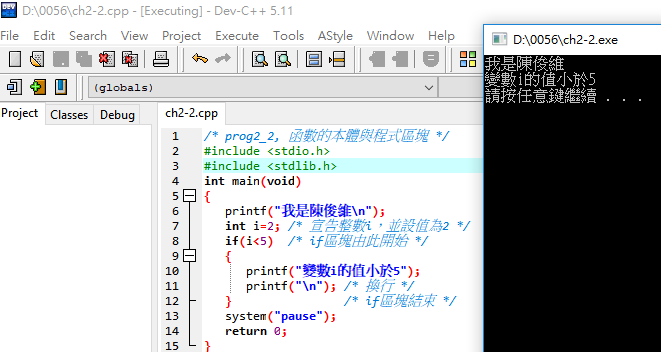 D:\0056\ch2-2.cpp - [Executing] - Dev-C++ 5.11
File Edit Search View Project Execute Tools AStyle Window Help
(globals)
Project Classes Debug
ch2-2.cpp
1 /* prog2_2, 函數的本體與程式區塊 */
2 #include <stdio.h>
3 #include <stdlib.h>
4 int main(void)
5 {
6 printf("我是陳俊維\n");
7 int i=2; /* 宣告整數i，並設值為2 */
8 if(i<5) /* if區塊由此開始 */
9 {
10 printf("變數i的值小於5");
11 printf("\n"); /* 換行 */
12 } /* if區塊結束 */
13 system("pause");
14 return 0;
15 }
D:\0056\ch2-2.exe
我是陳俊維
變數i的值小於5
請按任意鍵繼續 . . .